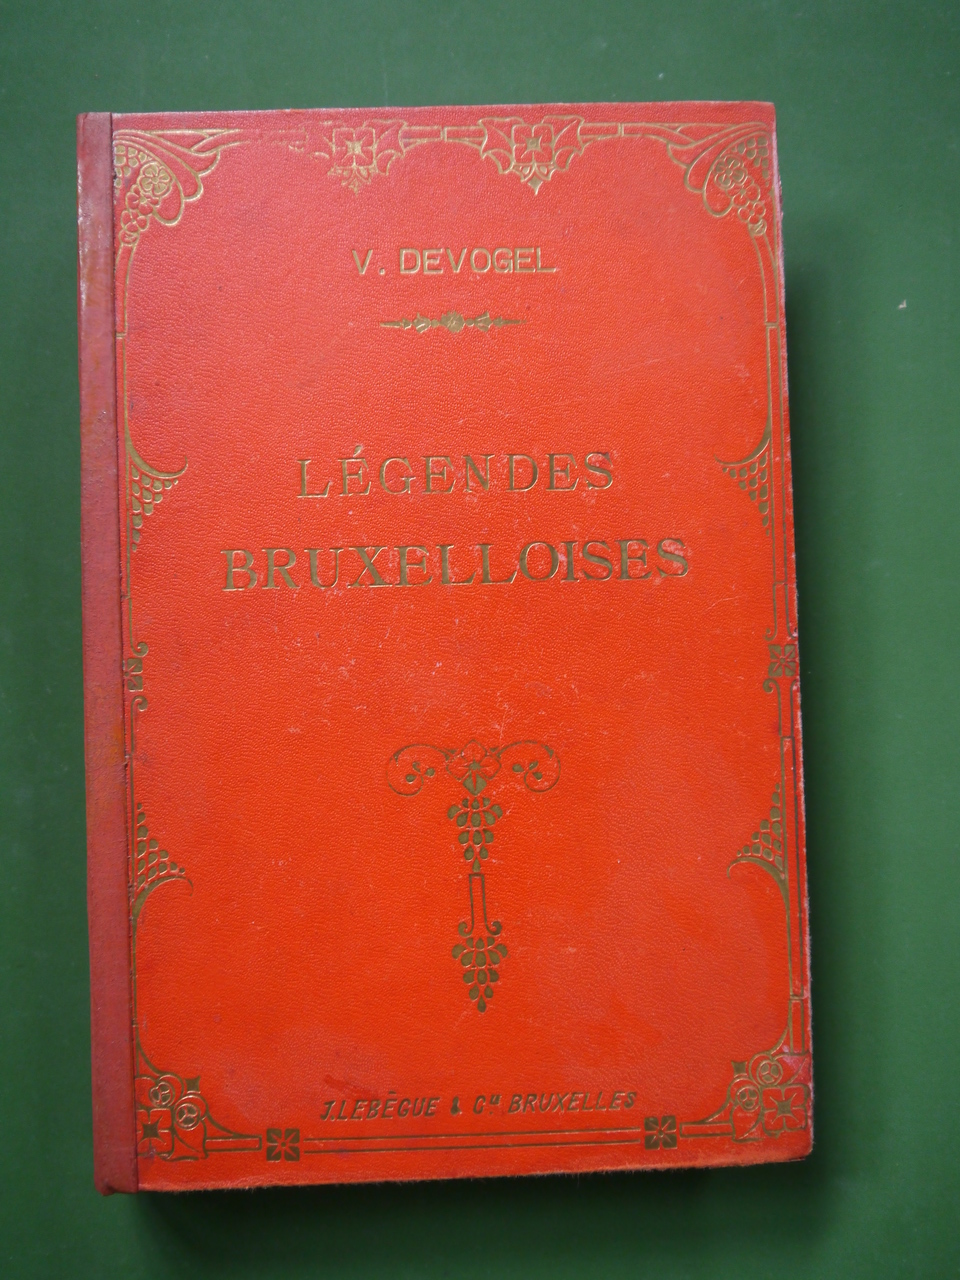 V. DEVOGEL
LÉGENDES
BRUXELLOISES
J. LEBÈGUE & Cie BRUXELLES